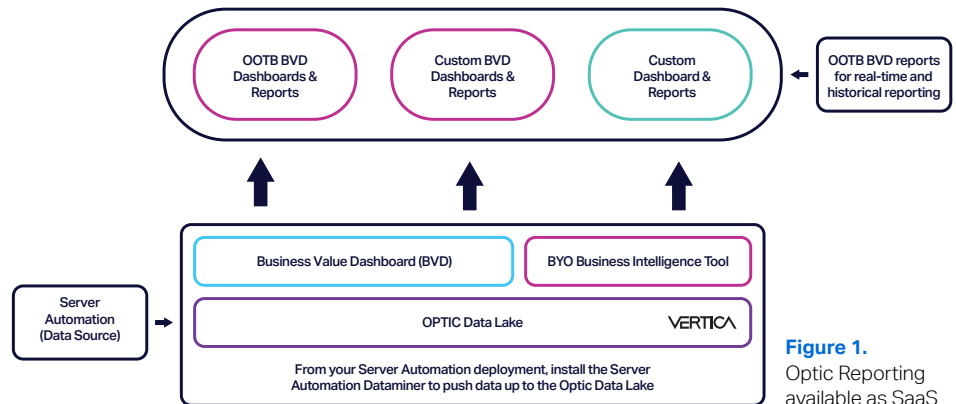 OOTB BVD
Dashboards &
Reports
Custom BVD
Dashboards &
Reports
Custom
Dashboard &
Reports
OOTB BVD reports
for real-time and
historical reporting
Business Value Dashboard (BVD)
BYO Business Intelligence Tool
Server
Automation
(Data Source)
OPTIC Data Lake
VERTICA
From your Server Automation deployment, install the Server
Automation Dataminer to push data up to the Optic Data Lake
Figure 1.
Optic Reporting
available as SaaS